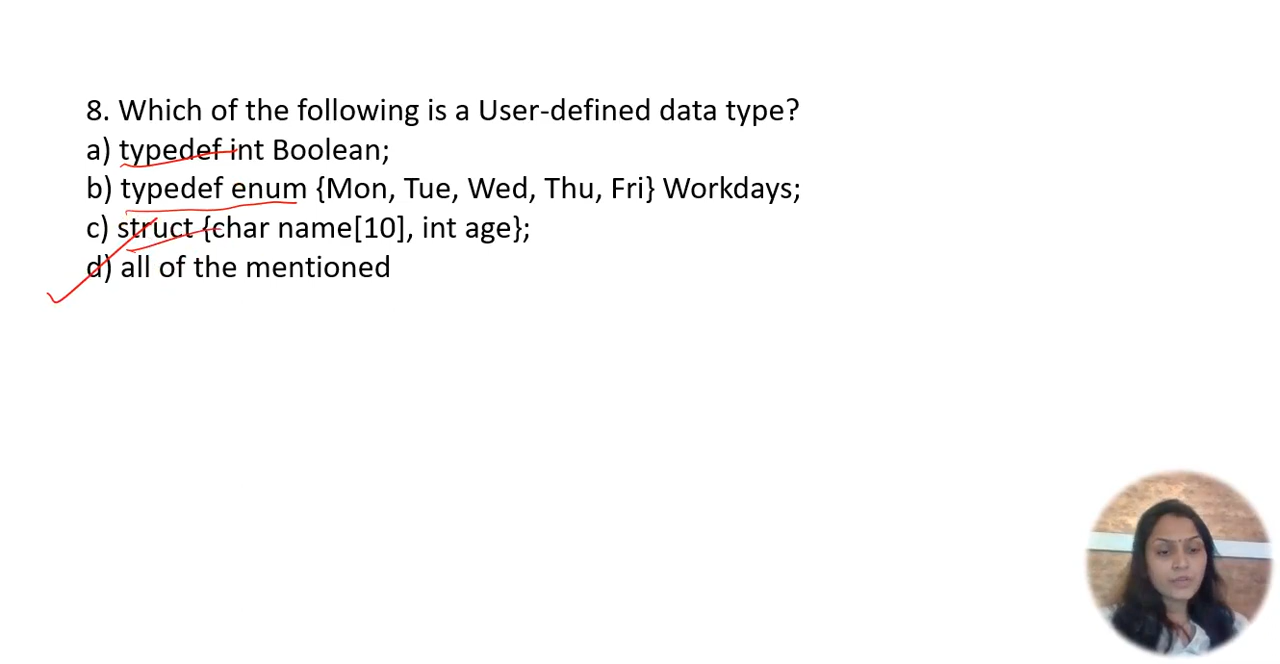 8. Which of the following is a User-defined data type?
a) typedef int Boolean;
b) typedef enum {Mon, Tue, Wed, Thu, Fri} Workdays;
c) struct {char name[10], int age};
d) all of the mentioned